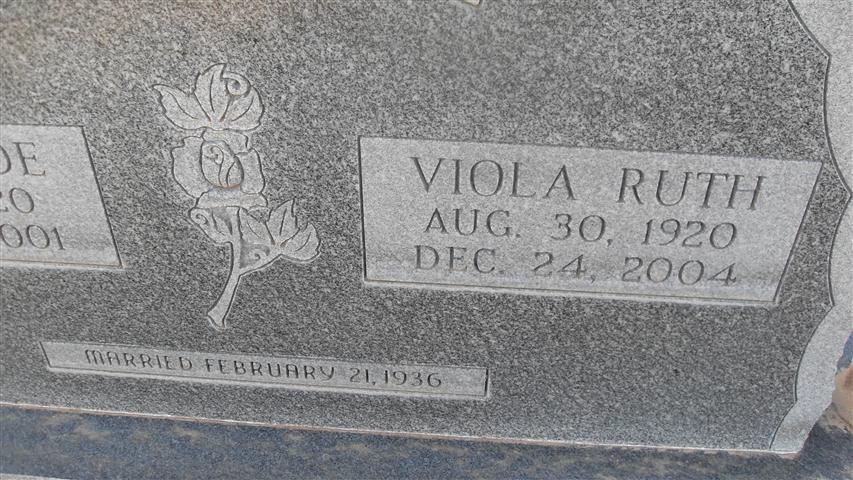 VIOLA RUTH
AUG. 30, 1920
DEC. 24, 2004
MARRIED FEBRUARY 21, 1936